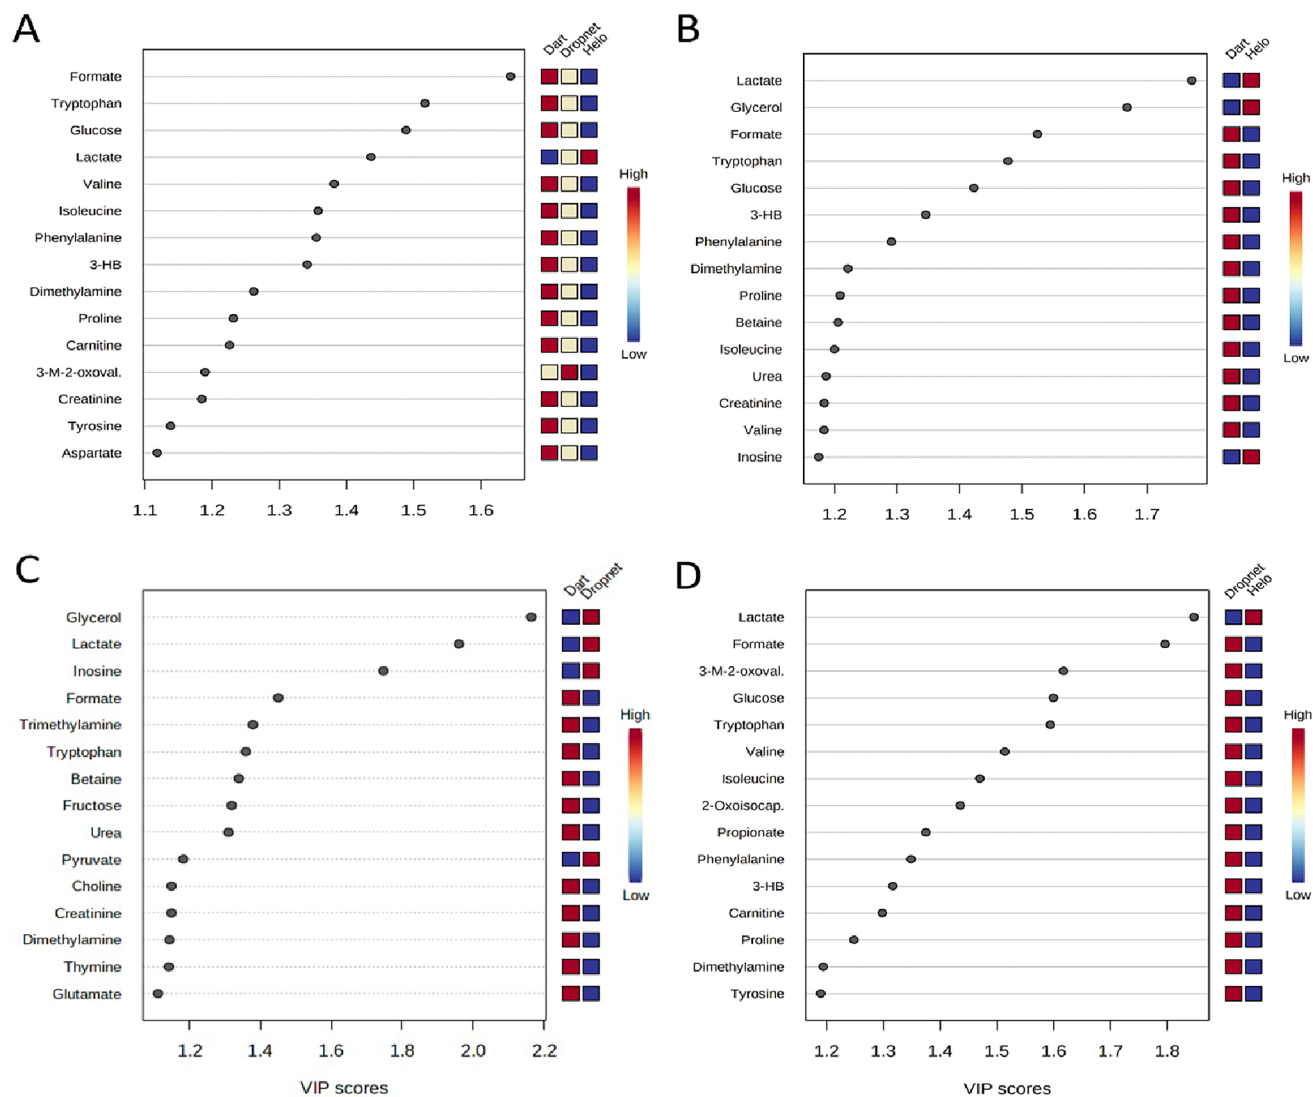 A
Dart
Dropnet
Helo
Formate
Tryptophan
Glucose
Lactate
Valine
Isoleucine
Phenylalanine
3-HB
Dimethylamine
Proline
Carnitine
3-M-2-oxoval.
Creatinine
Tyrosine
Aspartate
High
Low
1.1 1.2 1.3 1.4 1.5 1.6
B
Dart
Helo
Lactate
Glycerol
Formate
Tryptophan
Glucose
3-HB
Phenylalanine
Dimethylamine
Proline
Betaine
Isoleucine
Urea
Creatinine
Valine
Inosine
High
Low
1.2 1.3 1.4 1.5 1.6 1.7
C
Dart
Dropnet
Glycerol
Lactate
Inosine
Formate
Trimethylamine
Tryptophan
Betaine
Fructose
Urea
Pyruvate
Choline
Creatinine
Dimethylamine
Thymine
Glutamate
High
Low
1.2 1.4 1.6 1.8 2.0 2.2
VIP scores
D
Dropnet
Helo
Lactate
Formate
3-M-2-oxoval.
Glucose
Tryptophan
Valine
Isoleucine
2-Oxoisocap.
Propionate
Phenylalanine
3-HB
Carnitine
Proline
Dimethylamine
Tyrosine
High
Low
1.2 1.3 1.4 1.5 1.6 1.7 1.8
VIP scores